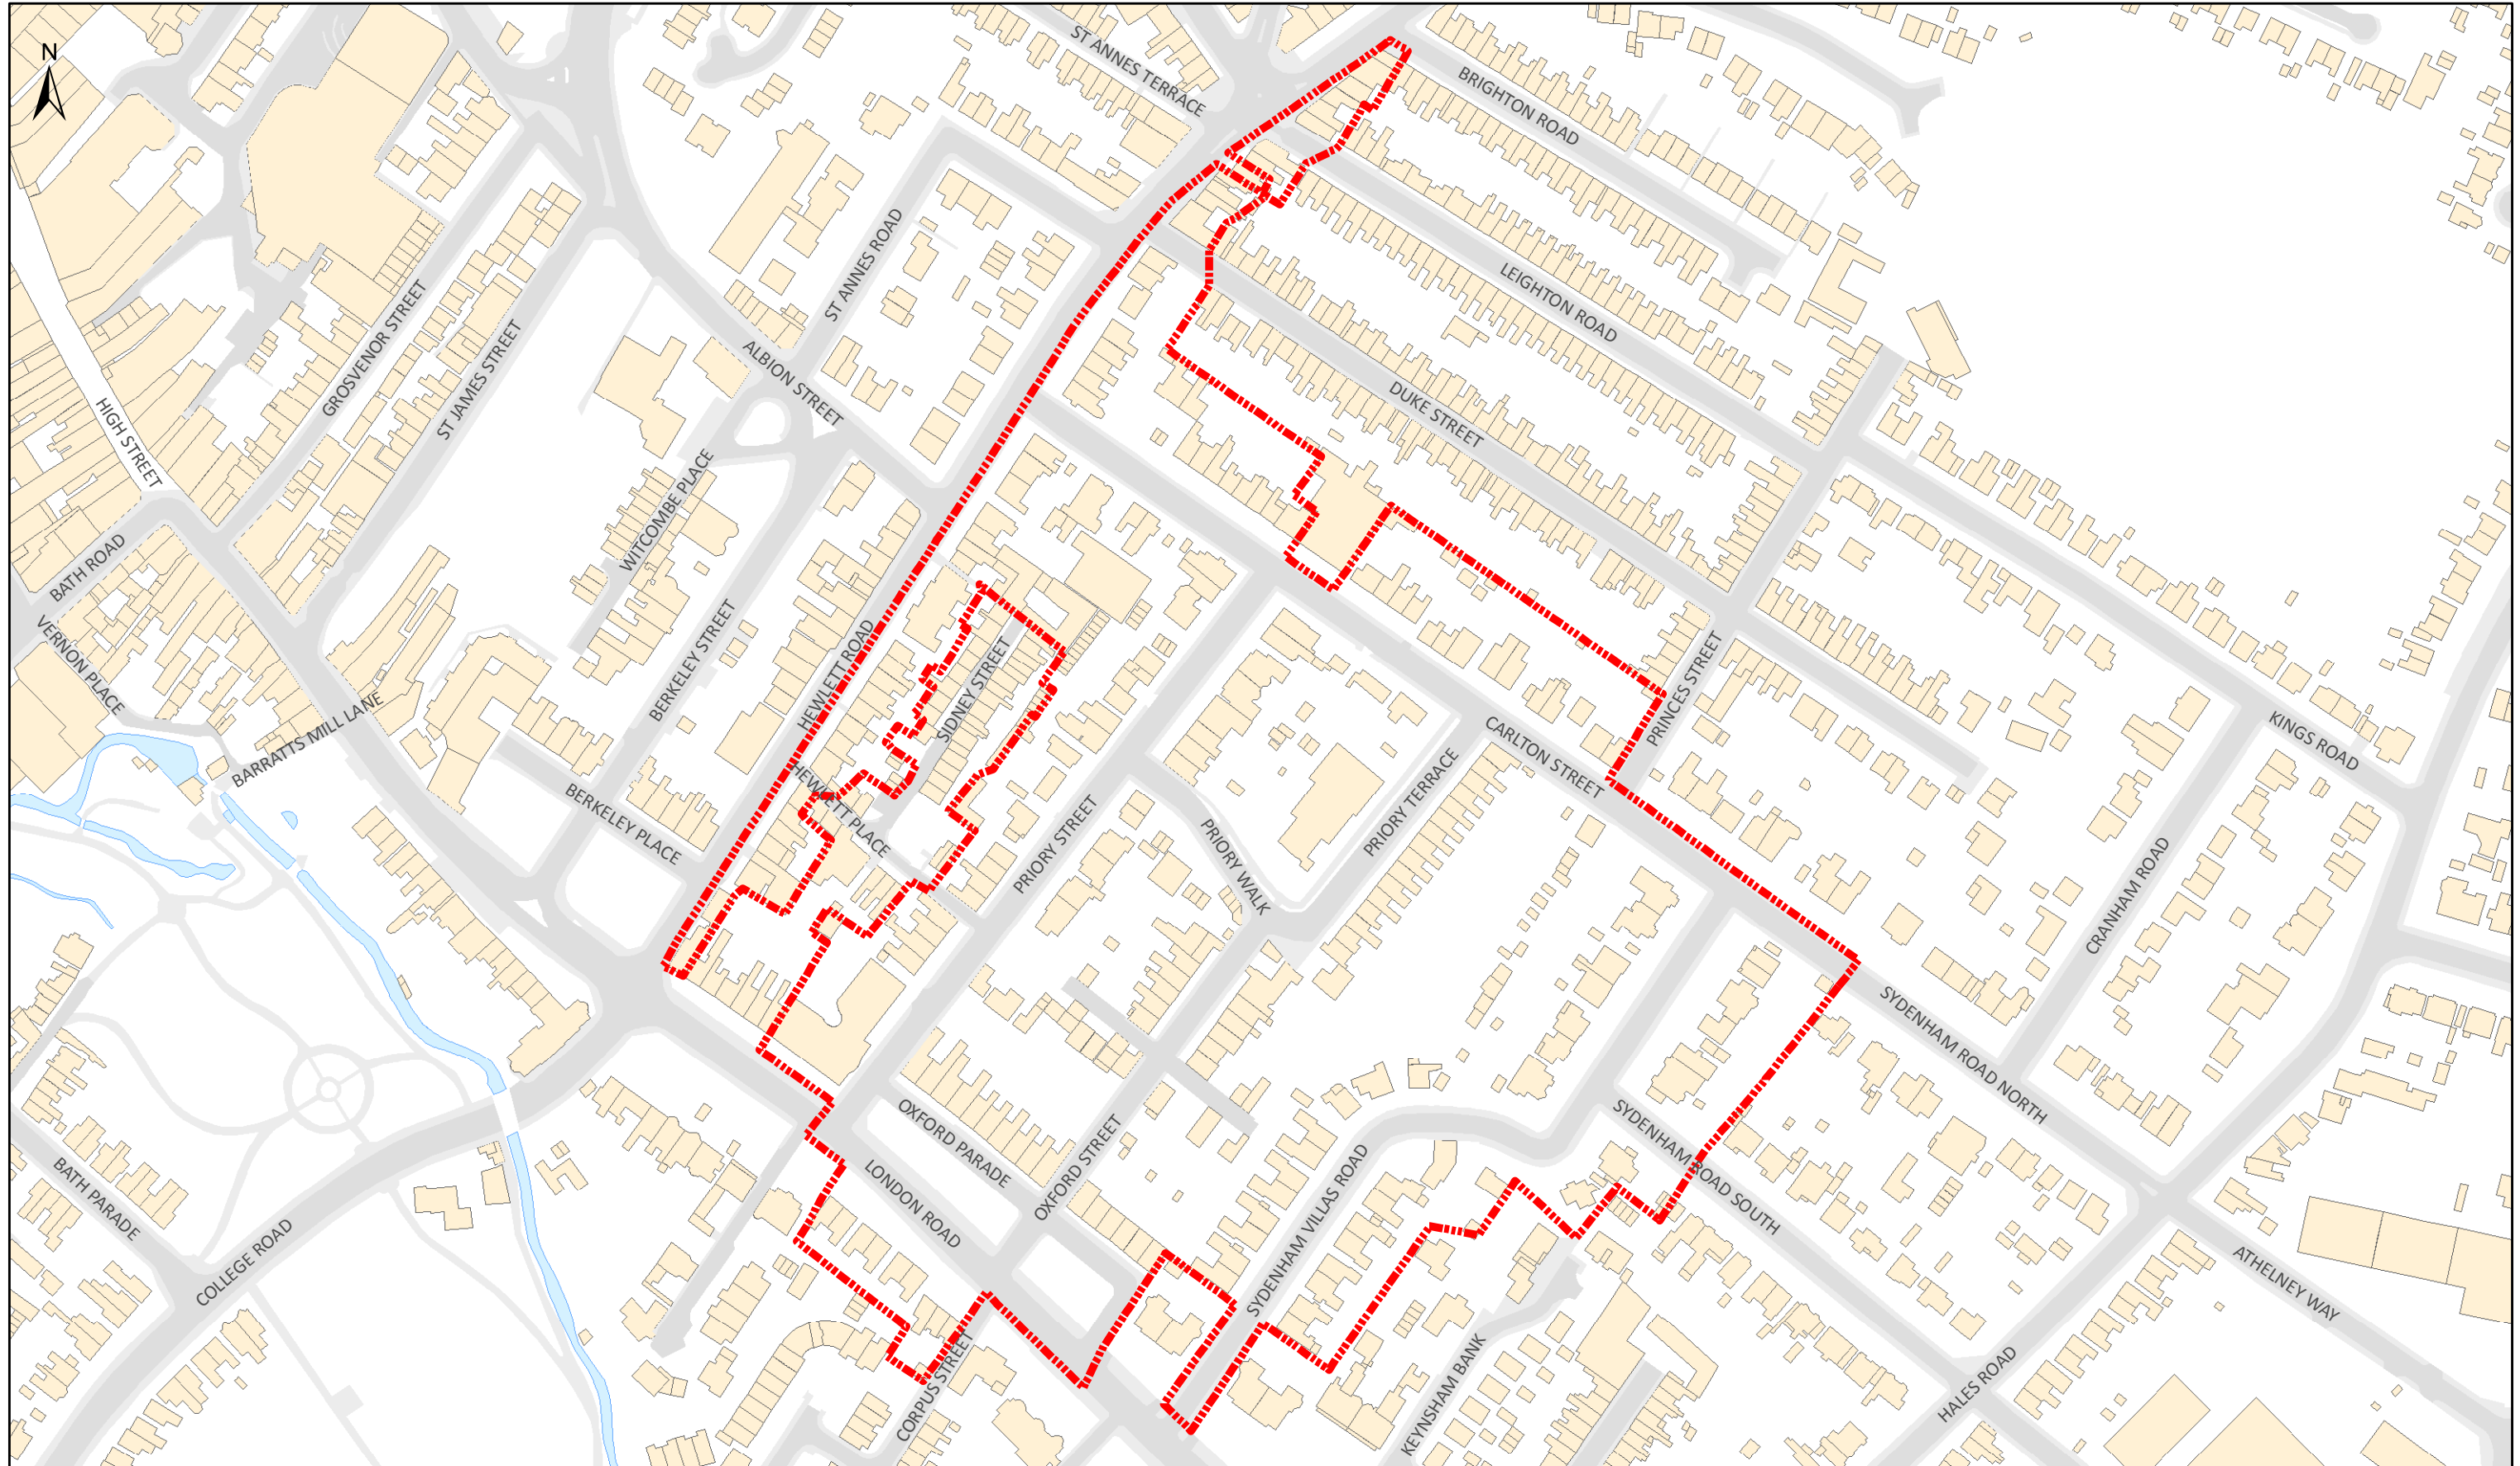 N
ST ANNES TERRACE
BRIGHTON ROAD
LEIGHTON ROAD
ST ANNES ROAD
GROSVENOR STREET
ST JAMES STREET
ALBION STREET
DUKE STREET
HIGH STREET
WITCOMBE PLACE
BATH ROAD
VERNON PLACE
BERKELEY STREET
HEWLETT ROAD
HEWLETT ROAD
SIDNEY STREET
PRINCES STREET
BARRATTS MILL LANE
CARLTON STREET
KINGS ROAD
BERKELEY PLACE
HEWLETT PLACE
PRIORY STREET
PRIORY WALK
PRIORY TERRACE
CRANHAM ROAD
SYDENHAM ROAD NORTH
OXFORD PARADE
OXFORD STREET
SYDENHAM ROAD SOUTH
BATH PARADE
COLLEGE ROAD
LONDON ROAD
SYDENHAM VILLAS ROAD
ATHELNEY WAY
CORPUS STREET
KEYNSHAM BANK
HALES ROAD